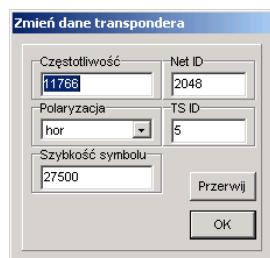 Zmień dane transpondera
Częstotliwość
11766
Net ID
2048
Polaryzacja
hor
TS ID
5
Szybkość symbolu
27500
Przerwij
OK